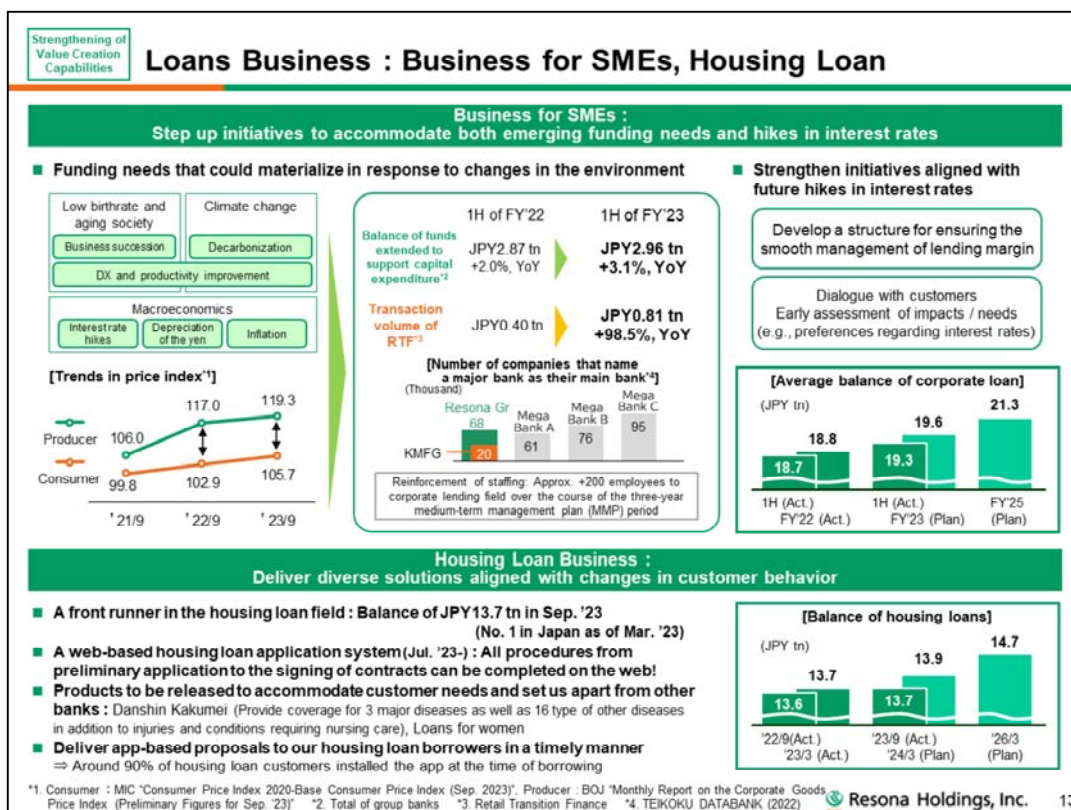 Strengthening of
Value Creation
Capabilities
Loans Business : Business for SMEs, Housing Loan
Business for SMEs :
Step up initiatives to accommodate both emerging funding needs and hikes in interest rates
■ Funding needs that could materialize in response to changes in the environment
Low birthrate and
aging society
Climate change
Business succession
Decarbonization
DX and productivity improvement
Macroeconomics
Interest rate
hikes
Depreciation
of the yen
Inflation
[Trends in price index*1]
Producer
Consumer
106.0
117.0
119.3
99.8
102.9
105.7
'21/9
'22/9
'23/9
1H of FY'22
1H of FY'23
Balance of funds
extended to
support capital
expenditure*2
JPY2.87 tn
+2.0%, YoY
JPY2.96 tn
+3.1%, YoY
Transaction
volume of
RTF*3
JPY0.40 tn
JPY0.81 tn
+98.5%, YoY
[Number of companies that name
a major bank as their main bank*4]
(Thousand)
Resona Gr
68
KMFG
20
Mega
Bank A
61
Mega
Bank B
76
Mega
Bank C
95
Reinforcement of staffing: Approx. +200 employees to
corporate lending field over the course of the three-year
medium-term management plan (MMP) period
■ Strengthen initiatives aligned with
future hikes in interest rates
Develop a structure for ensuring the
smooth management of lending margin
Dialogue with customers
Early assessment of impacts / needs
(e.g., preferences regarding interest rates)
[Average balance of corporate loan]
(JPY tn)
18.7
18.8
19.3
19.6
21.3
1H (Act.)
FY'22 (Act.)
1H (Act.)
FY'23 (Plan)
FY'25
(Plan)
Housing Loan Business :
Deliver diverse solutions aligned with changes in customer behavior
■ A front runner in the housing loan field : Balance of JPY13.7 tn in Sep. '23
(No. 1 in Japan as of Mar. '23)
■ A web-based housing loan application system (Jul. '23-) : All procedures from
preliminary application to the signing of contracts can be completed on the web!
■ Products to be released to accommodate customer needs and set us apart from other
banks : Danshin Kakumei (Provide coverage for 3 major diseases as well as 16 type of other diseases
in addition to injuries and conditions requiring nursing care), Loans for women
■ Deliver app-based proposals to our housing loan borrowers in a timely manner
⇒ Around 90% of housing loan customers installed the app at the time of borrowing
[Balance of housing loans]
(JPY tn)
13.6
13.7
13.7
13.9
14.7
'22/9(Act.)
'23/3 (Act.)
'23/9 (Act.)
'24/3 (Plan)
'26/3
(Plan)
*1. Consumer : MIC "Consumer Price Index 2020-Base Consumer Price Index (Sep. 2023)". Producer : BOJ "Monthly Report on the Corporate Goods
Price Index (Preliminary Figures for Sep. '23)" *2. Total of group banks *3. Retail Transition Finance *4. TEIKOKU DATABANK (2022)
Resona Holdings, Inc.
13